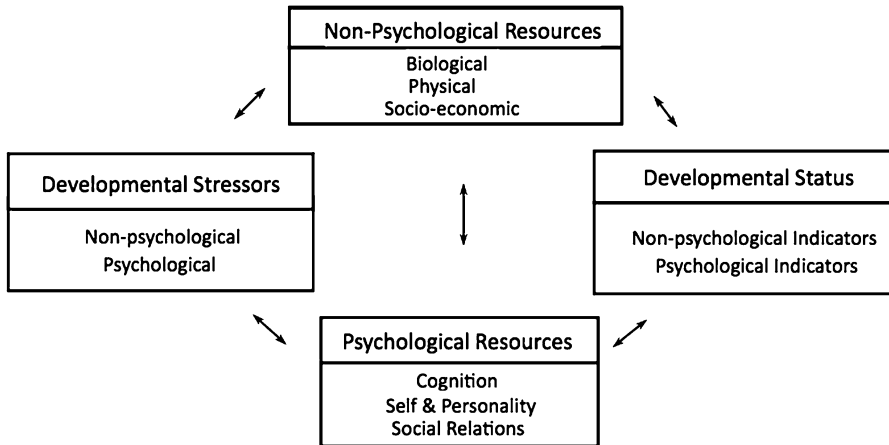 Non-Psychological Resources
Biological
Physical
Socio-economic
Developmental Stressors
Non-psychological
Psychological
Developmental Status
Non-psychological Indicators
Psychological Indicators
Psychological Resources
Cognition
Self & Personality
Social Relations